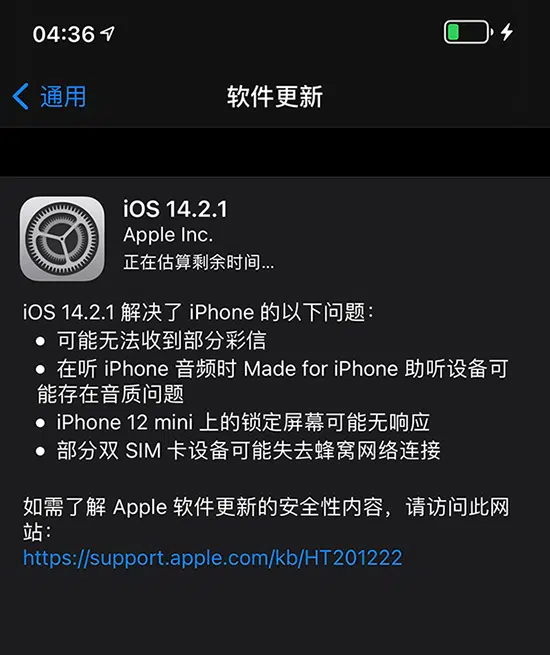 04:36
通用
软件更新
iOS 14.2.1
Apple Inc.
正在估算剩余时间...
iOS 14.2.1 解决了 iPhone 的以下问题：
• 可能无法收到部分彩信
• 在听 iPhone 音频时 Made for iPhone 助听设备可
能存在音质问题
• iPhone 12 mini 上的锁定屏幕可能无响应
• 部分双 SIM 卡设备可能失去蜂窝网络连接
如需了解 Apple 软件更新的安全性内容，请访问此网
站：
https://support.apple.com/kb/HT201222